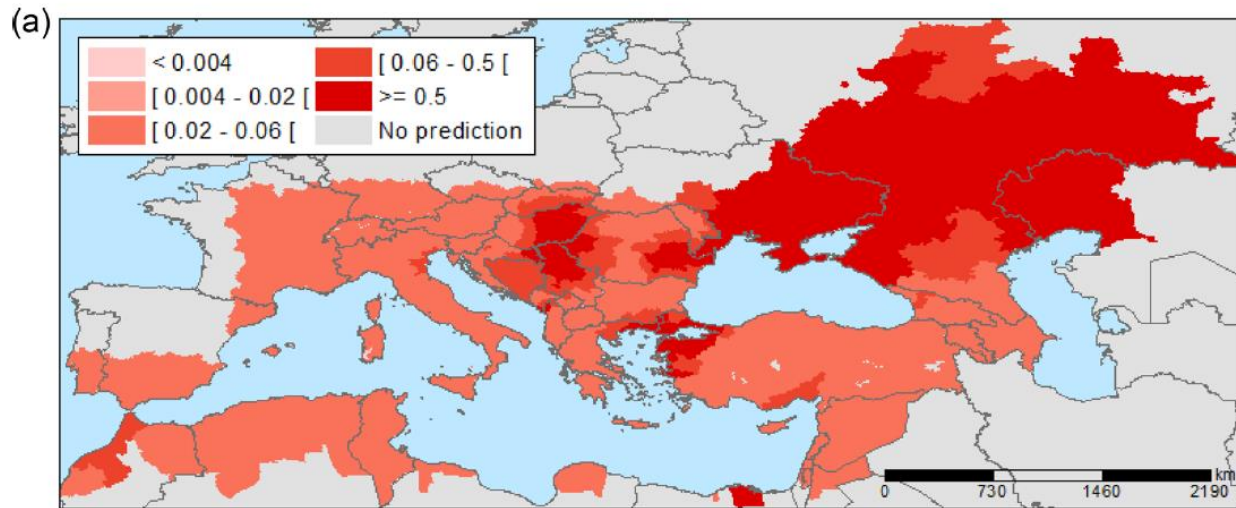 (a)
< 0.004
[ 0.06 - 0.5 [
[ 0.004 - 0.02 [
>= 0.5
[ 0.02 - 0.06 [
No prediction
km
0 730 1460 2190